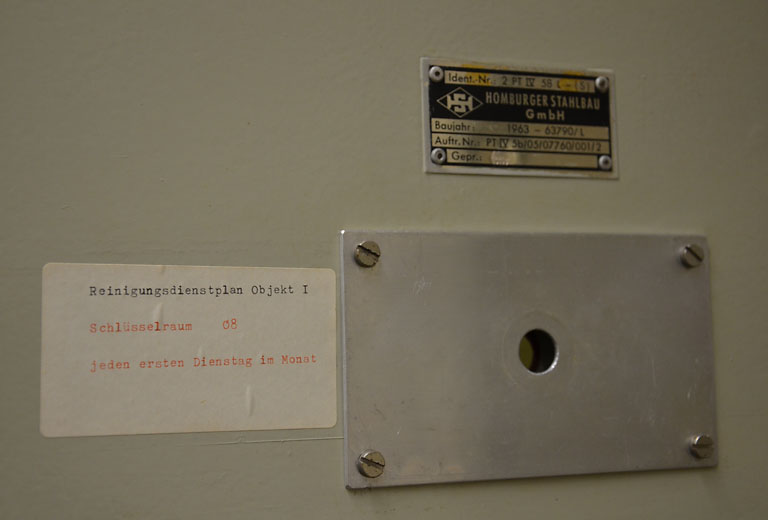 Ident.-Nr.: 2 PT IV 5B L - (S)
HOMBURGER STAHLBAU
GmbH
Baujahr: 1963 - 63790/L
Auftr. Nr.: PT IV 5b/05/07760/001/2
Gepr.:
Reinigungsdienstplan Objekt I
Schlüsselraum 08
jeden ersten Dienstag im Monat